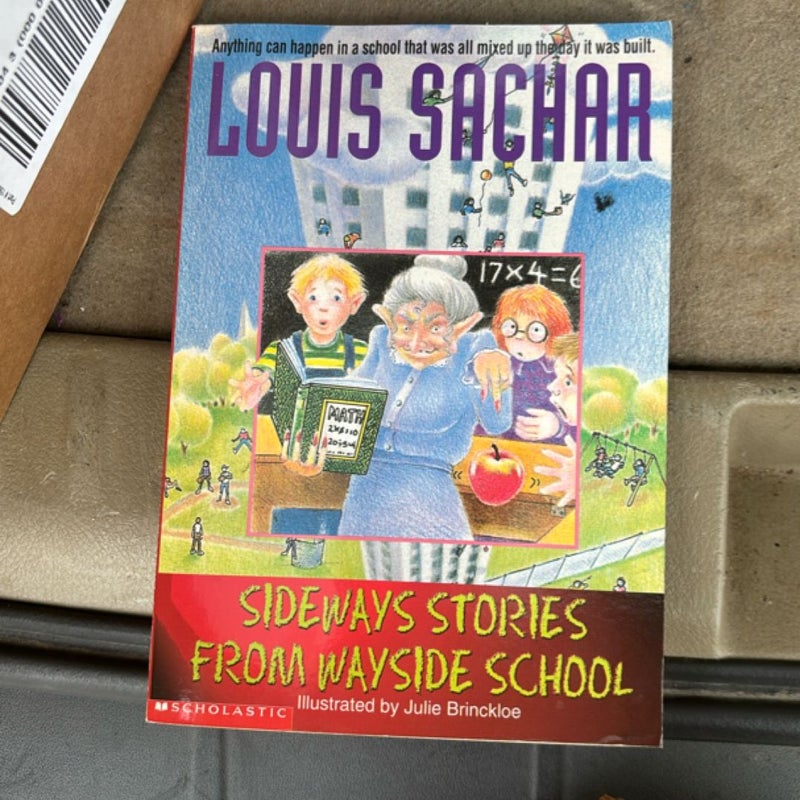 Anything can happen in a school that was all mixed up the day it was built.
LOUIS SACHAR
17×4=6
MATH
SIDEWAYS STORIES
FROM WAYSIDE SCHOOL
Illustrated by Julie Brinckloe
SCHOLASTIC